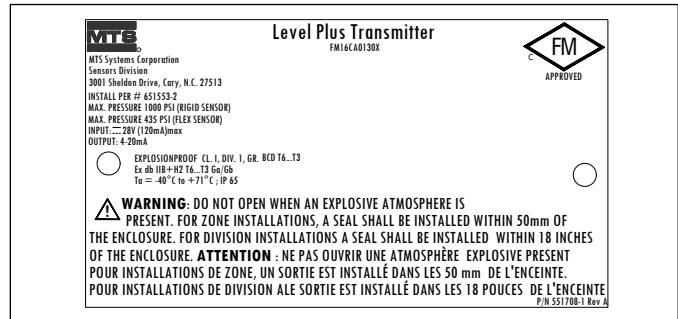 MTS
Level Plus Transmitter
FM16CA0130X
FM
C
APPROVED
MTS Systems Corporation
Sensors Division
3001 Sheldon Drive, Cary, N.C. 27513
INSTALL PER # 651553-2
MAX. PRESSURE 1000 PSI (RIGID SENSOR)
MAX. PRESSURE 435 PSI (FLEX SENSOR)
INPUT: ⎓ 28V (120mA)max
OUTPUT: 4-20mA
EXPLOSIONPROOF CL. I, DIV. 1, GR. BCD T6...T3
Ex db IIB+H2 T6...T3 Ga/Gb
Ta = -40°C to +71°C ; IP 65
WARNING: DO NOT OPEN WHEN AN EXPLOSIVE ATMOSPHERE IS
PRESENT. FOR ZONE INSTALLATIONS, A SEAL SHALL BE INSTALLED WITHIN 50mm OF
THE ENCLOSURE. FOR DIVISION INSTALLATIONS A SEAL SHALL BE INSTALLED WITHIN 18 INCHES
OF THE ENCLOSURE. ATTENTION : NE PAS OUVRIR UNE ATMOSPHÈRE EXPLOSIVE PRESENT
POUR INSTALLATIONS DE ZONE, UN SORTIE EST INSTALLÉ DANS LES 50 mm DE L'ENCEINTE.
POUR INSTALLATIONS DE DIVISION ALE SORTIE EST INSTALLÉ DANS LES 18 POUCES DE L'ENCEINTE
P/N 551708-1 Rev A